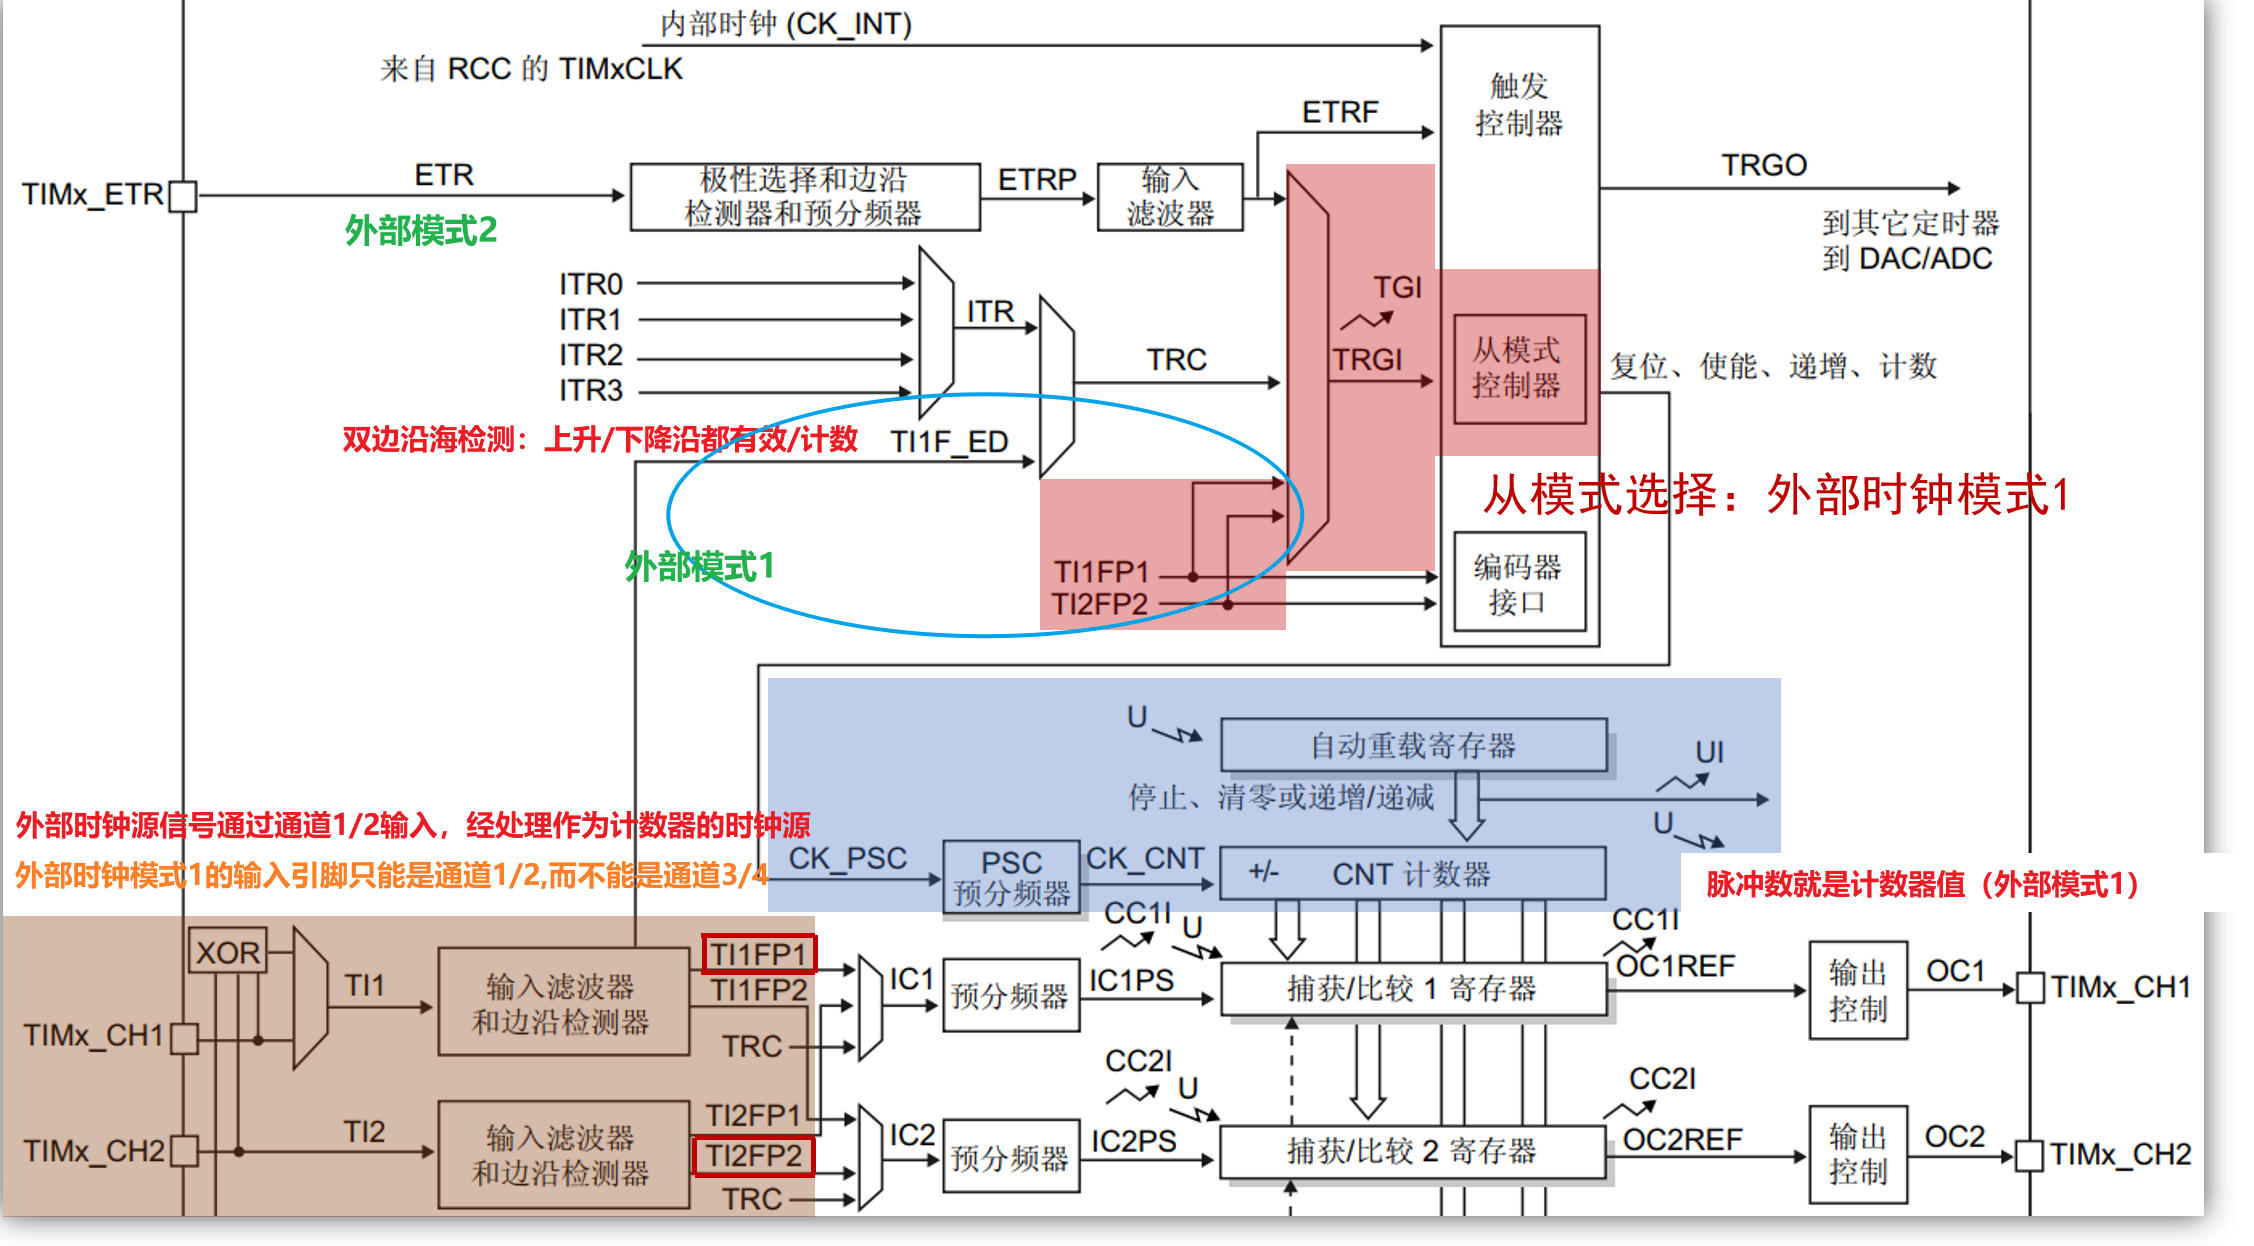 内部时钟 (CK_INT)
来自 RCC 的 TIMxCLK
触发
控制器
ETRF
TRGO
ETR
TIMx_ETR
极性选择和边沿
检测器和预分频器
ETRP
输入
滤波器
外部模式2
到其它定时器
到 DAC/ADC
ITR0
ITR1
ITR2
ITR3
ITR
TGI
TRC
TRGI
从模式
控制器
复位、使能、递增、计数
双边沿海检测：上升/下降沿都有效/计数
TI1F_ED
从模式选择：外部时钟模式1
外部模式1
TI1FP1
TI2FP2
编码器
接口
U
自动重载寄存器
UI
停止、清零或递增/递减
U
外部时钟源信号通过通道1/2输入，经处理作为计数器的时钟源
外部时钟模式1的输入引脚只能是通道1/2,而不能是通道3/4
CK_PSC
PSC
预分频器
CK_CNT
+/-
CNT 计数器
脉冲数就是计数器值（外部模式1）
XOR
TI1
TIMx_CH1
输入滤波器
和边沿检测器
TI1FP1
TI1FP2
TRC
IC1
预分频器
IC1PS
CC1I
U
捕获/比较 1 寄存器
CC1I
OC1REF
输出
控制
OC1
TIMx_CH1
TIMx_CH2
TI2
输入滤波器
和边沿检测器
TI2FP1
TI2FP2
TRC
IC2
预分频器
IC2PS
CC2I
U
捕获/比较 2 寄存器
CC2I
OC2REF
输出
控制
OC2
TIMx_CH2